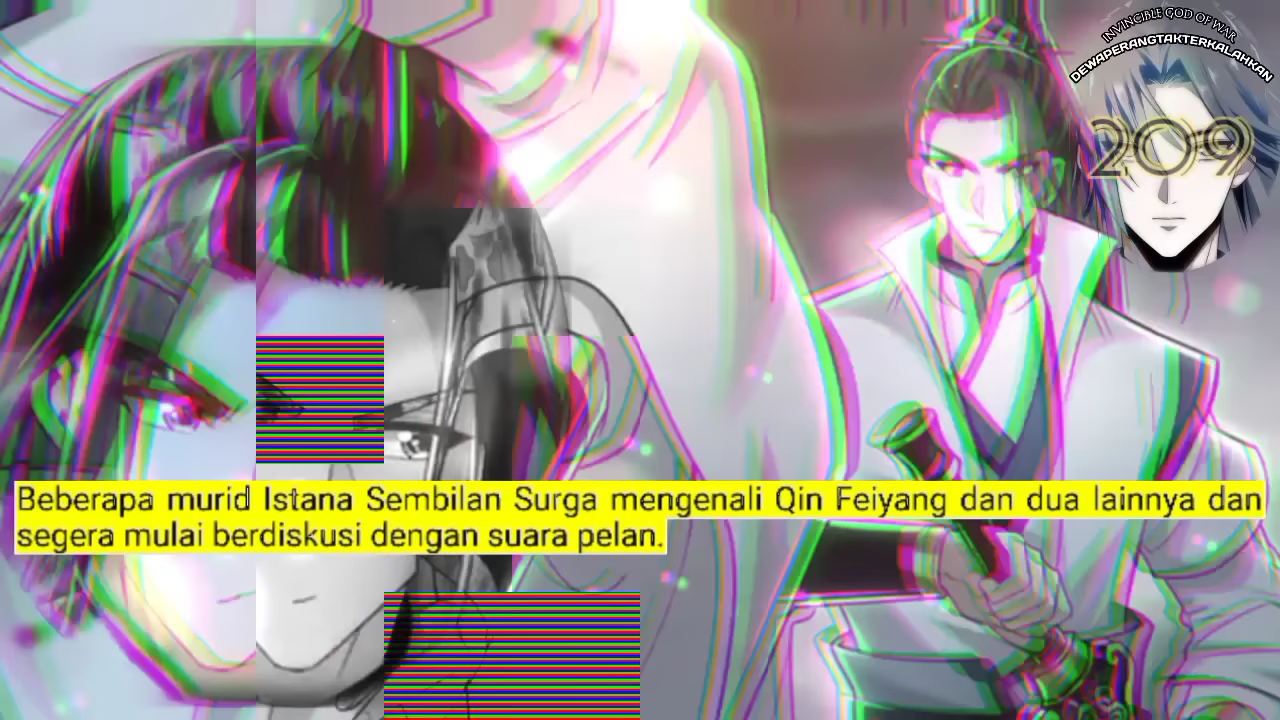 INVINCIBLE GOD OF WAR
DEWAPERANGTAKTERKALAHKAN
209
Beberapa murid Istana Sembilan Surga mengenali Qin Feiyang dan dua lainnya dan
segera mulai berdiskusi dengan suara pelan.